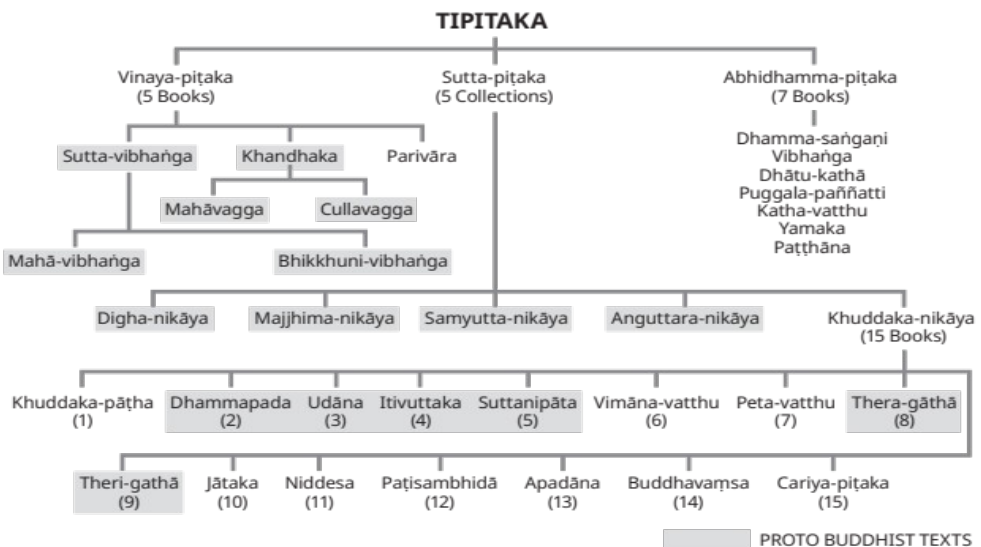 TIPITAKA
Vinaya-piṭaka
(5 Books)
Sutta-piṭaka
(5 Collections)
Abhidhamma-piṭaka
(7 Books)
Sutta-vibhaṅga
Khandhaka
Parivāra
Dhamma-saṅgaṇi
Vibhaṅga
Dhātu-kathā
Puggala-paññatti
Katha-vatthu
Yamaka
Paṭṭhāna
Mahāvagga
Cullavagga
Mahā-vibhaṅga
Bhikkhuni-vibhaṅga
Digha-nikāya
Majjhima-nikāya
Samyutta-nikāya
Anguttara-nikāya
Khuddaka-nikāya
(15 Books)
Khuddaka-pāṭha
(1)
Dhammapada
(2)
Udāna
(3)
Itivuttaka
(4)
Suttanipāta
(5)
Vimāna-vatthu
(6)
Peta-vatthu
(7)
Thera-gāthā
(8)
Theri-gathā
(9)
Jātaka
(10)
Niddesa
(11)
Paṭisambhidā
(12)
Apadāna
(13)
Buddhavaṃsa
(14)
Cariya-piṭaka
(15)
PROTO BUDDHIST TEXTS